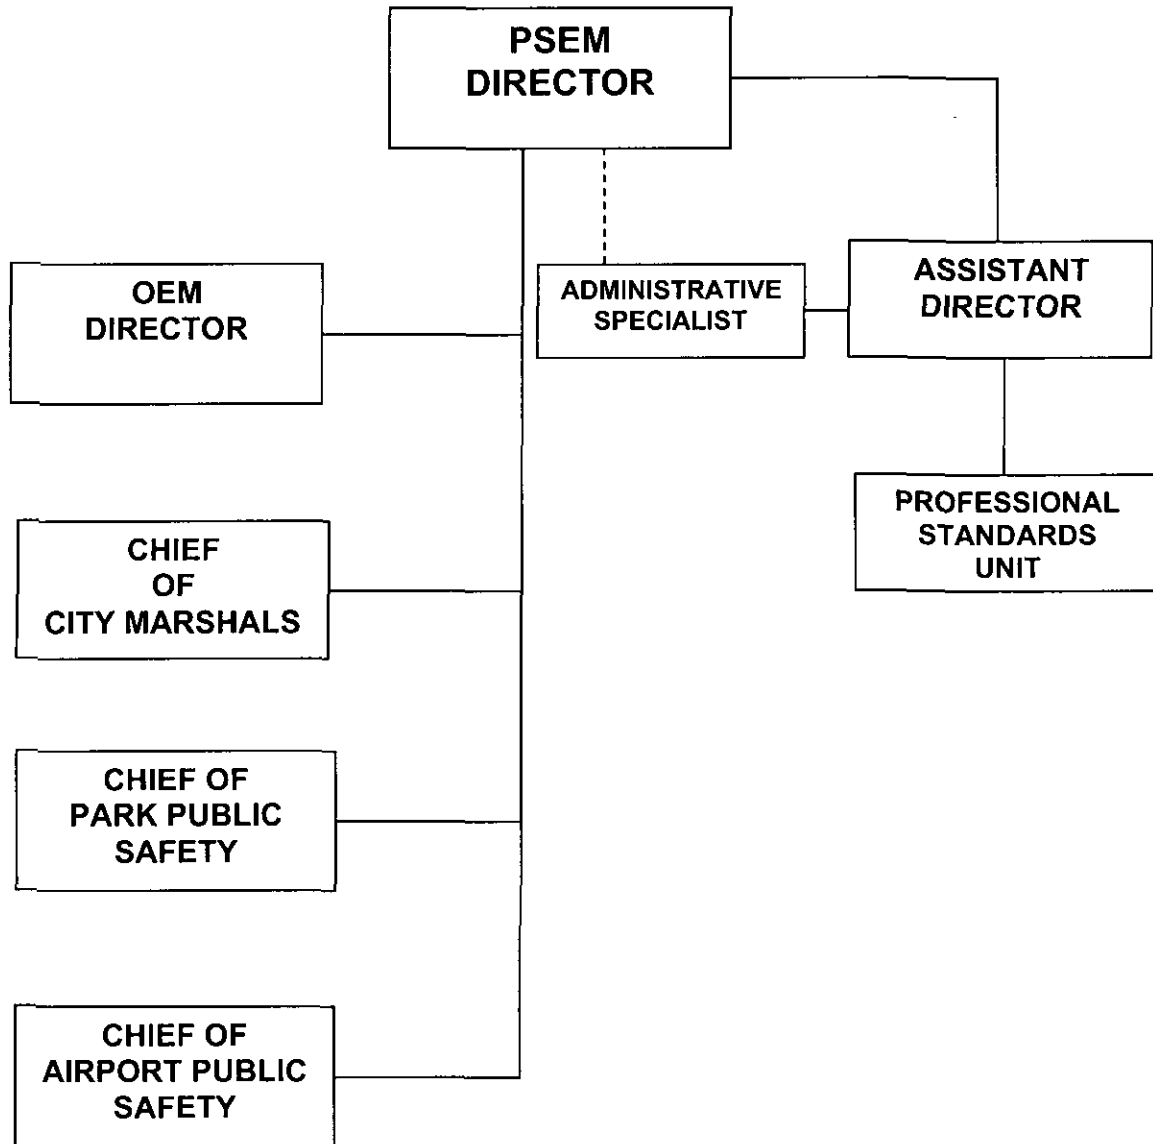 PSEM
DIRECTOR
OEM
DIRECTOR
ADMINISTRATIVE
SPECIALIST
ASSISTANT
DIRECTOR
PROFESSIONAL
STANDARDS
UNIT
CHIEF
OF
CITY MARSHALS
CHIEF OF
PARK PUBLIC
SAFETY
CHIEF OF
AIRPORT PUBLIC
SAFETY